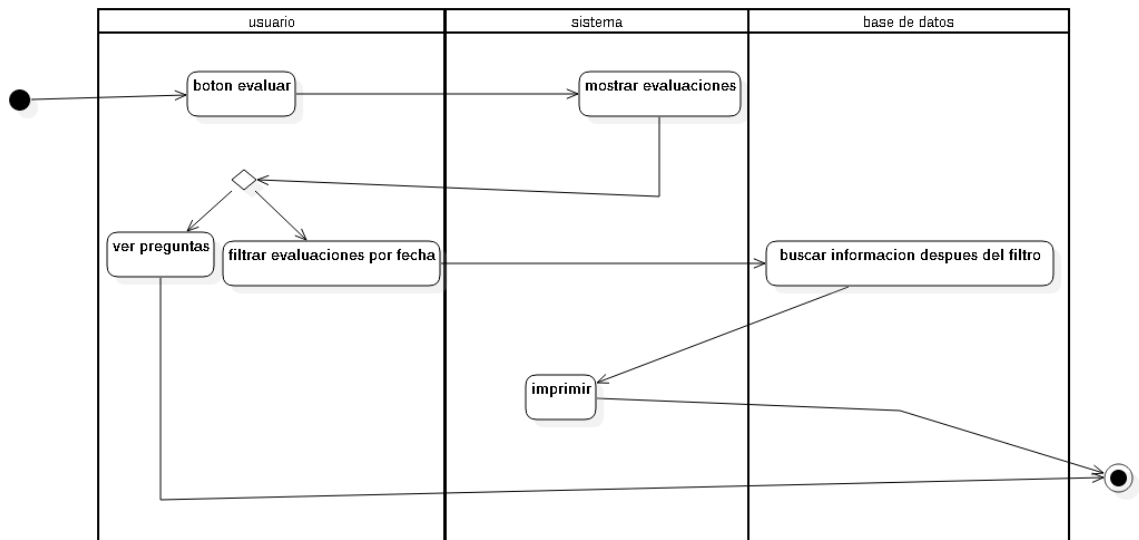 usuario
sistema
base de datos
boton evaluar
mostrar evaluaciones
ver preguntas
filtrar evaluaciones por fecha
buscar informacion despues del filtro
imprimir